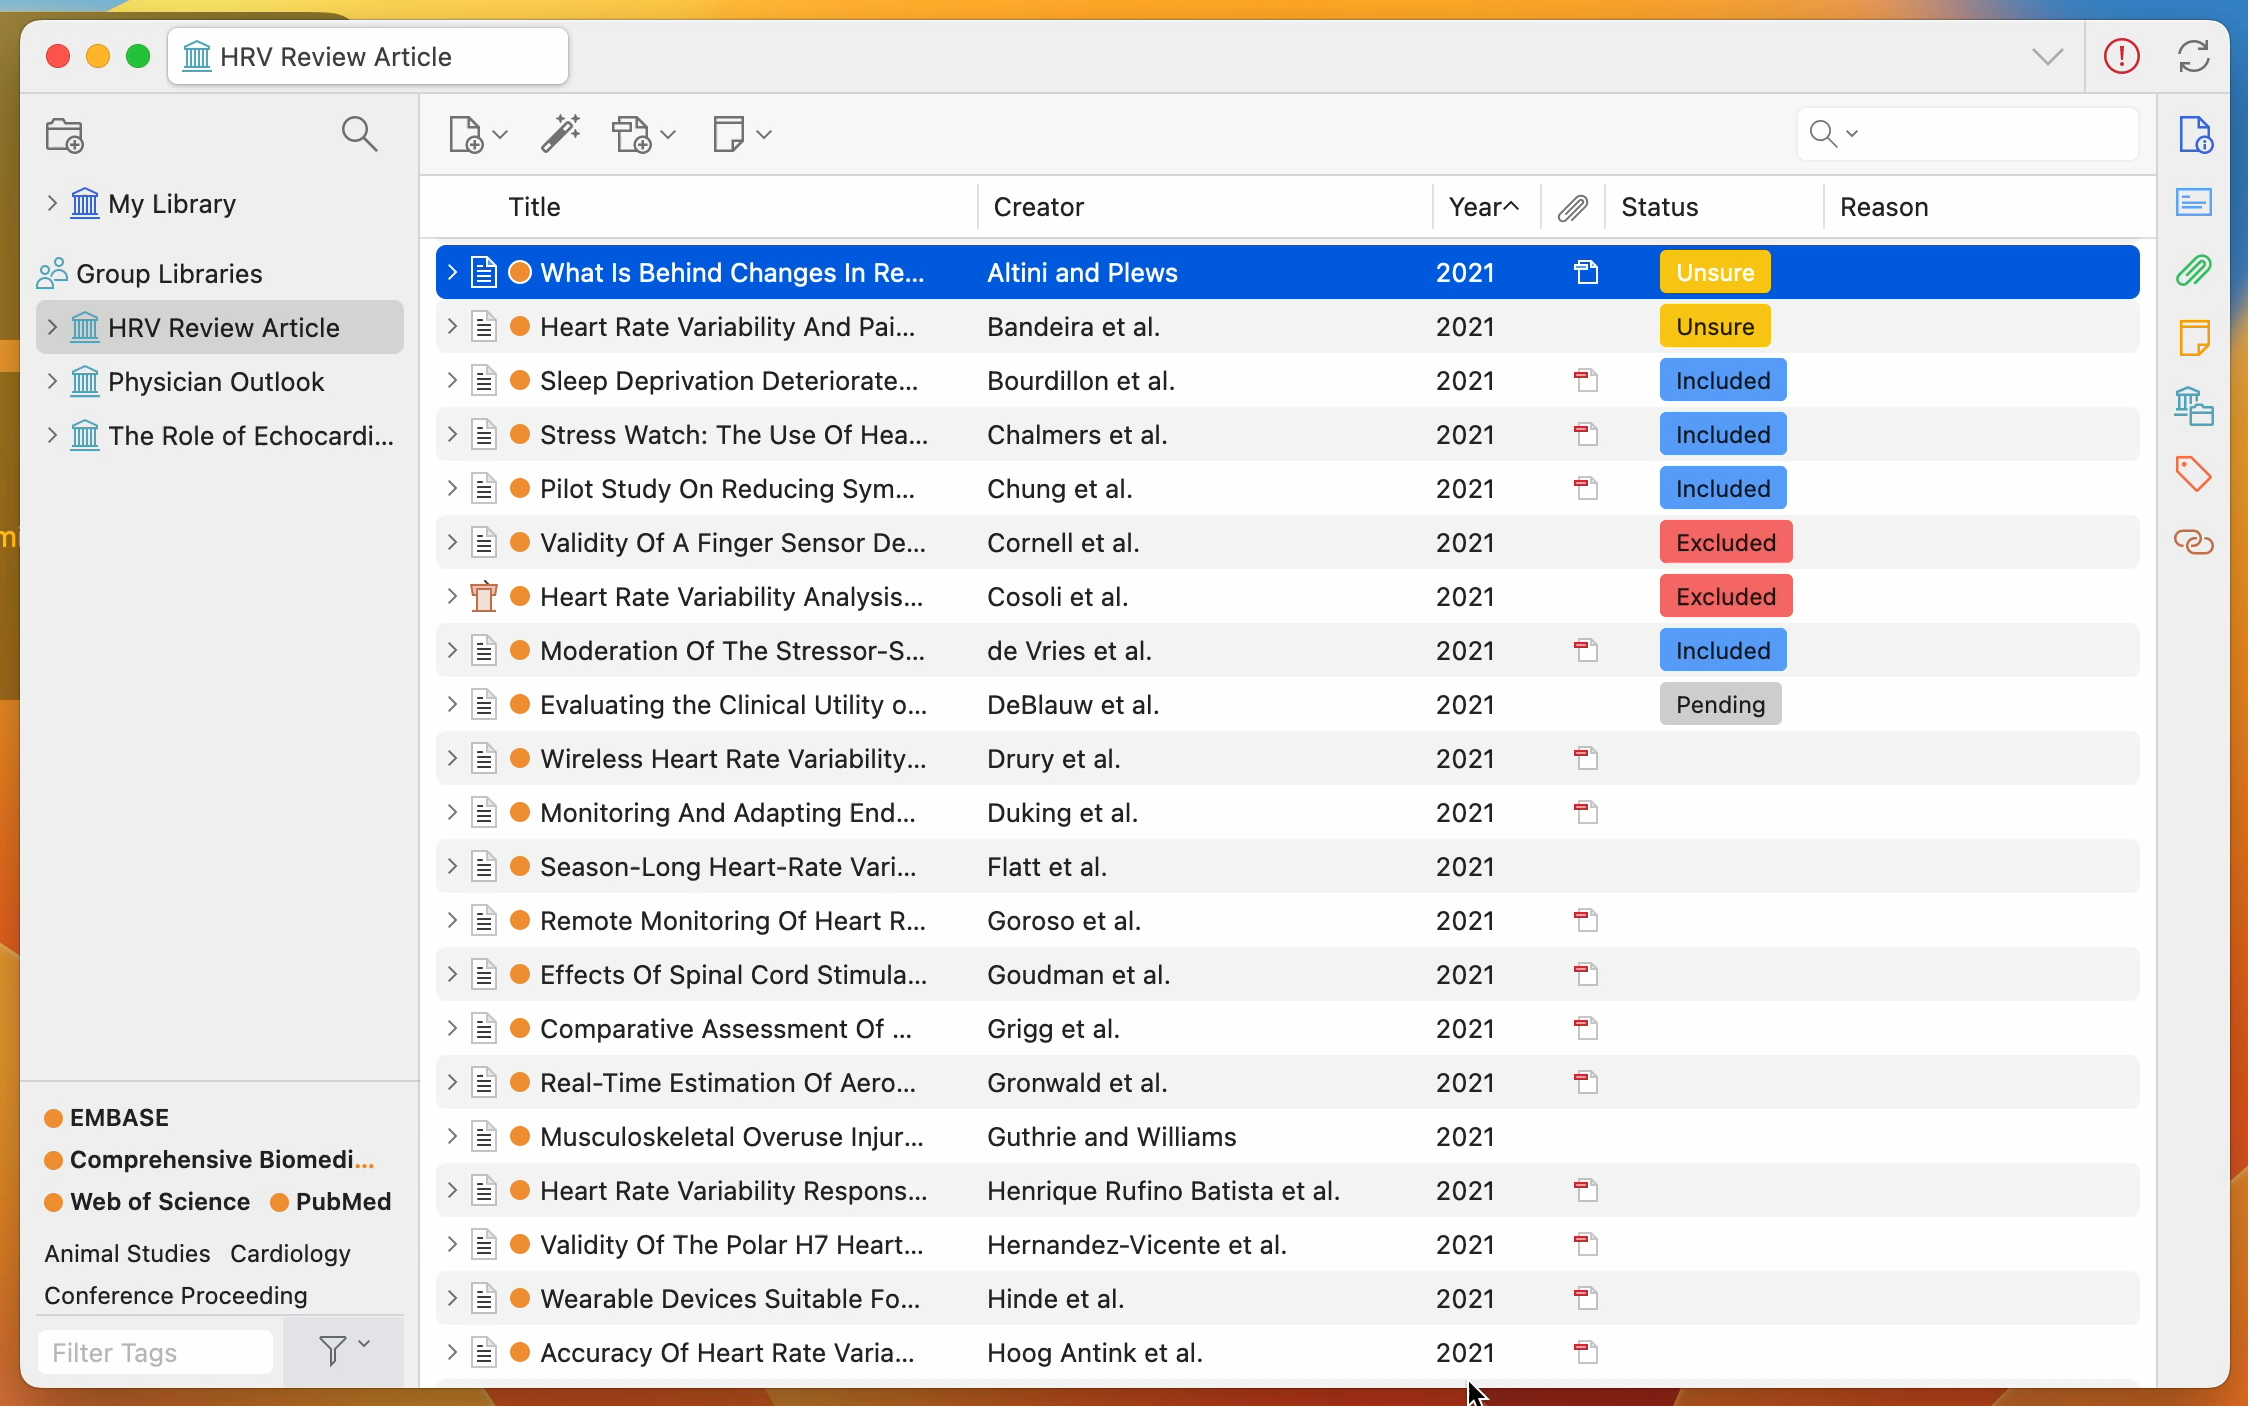 HRV Review Article
My Library
Group Libraries
HRV Review Article
Physician Outlook
The Role of Echocardi...
EMBASE
Comprehensive Biomedi...
Web of Science PubMed
Animal Studies Cardiology
Conference Proceeding
Filter Tags
Title Creator Year Status Reason
What Is Behind Changes In Re... Altini and Plews 2021 Unsure
Heart Rate Variability And Pai... Bandeira et al. 2021 Unsure
Sleep Deprivation Deteriorate... Bourdillon et al. 2021 Included
Stress Watch: The Use Of Hea... Chalmers et al. 2021 Included
Pilot Study On Reducing Sym... Chung et al. 2021 Included
Validity Of A Finger Sensor De... Cornell et al. 2021 Excluded
Heart Rate Variability Analysis... Cosoli et al. 2021 Excluded
Moderation Of The Stressor-S... de Vries et al. 2021 Included
Evaluating the Clinical Utility o... DeBlauw et al. 2021 Pending
Wireless Heart Rate Variability... Drury et al. 2021
Monitoring And Adapting End... Duking et al. 2021
Season-Long Heart-Rate Vari... Flatt et al. 2021
Remote Monitoring Of Heart R... Goroso et al. 2021
Effects Of Spinal Cord Stimula... Goudman et al. 2021
Comparative Assessment Of ... Grigg et al. 2021
Real-Time Estimation Of Aero... Gronwald et al. 2021
Musculoskeletal Overuse Injur... Guthrie and Williams 2021
Heart Rate Variability Respons... Henrique Rufino Batista et al. 2021
Validity Of The Polar H7 Heart... Hernandez-Vicente et al. 2021
Wearable Devices Suitable Fo... Hinde et al. 2021
Accuracy Of Heart Rate Varia... Hoog Antink et al. 2021